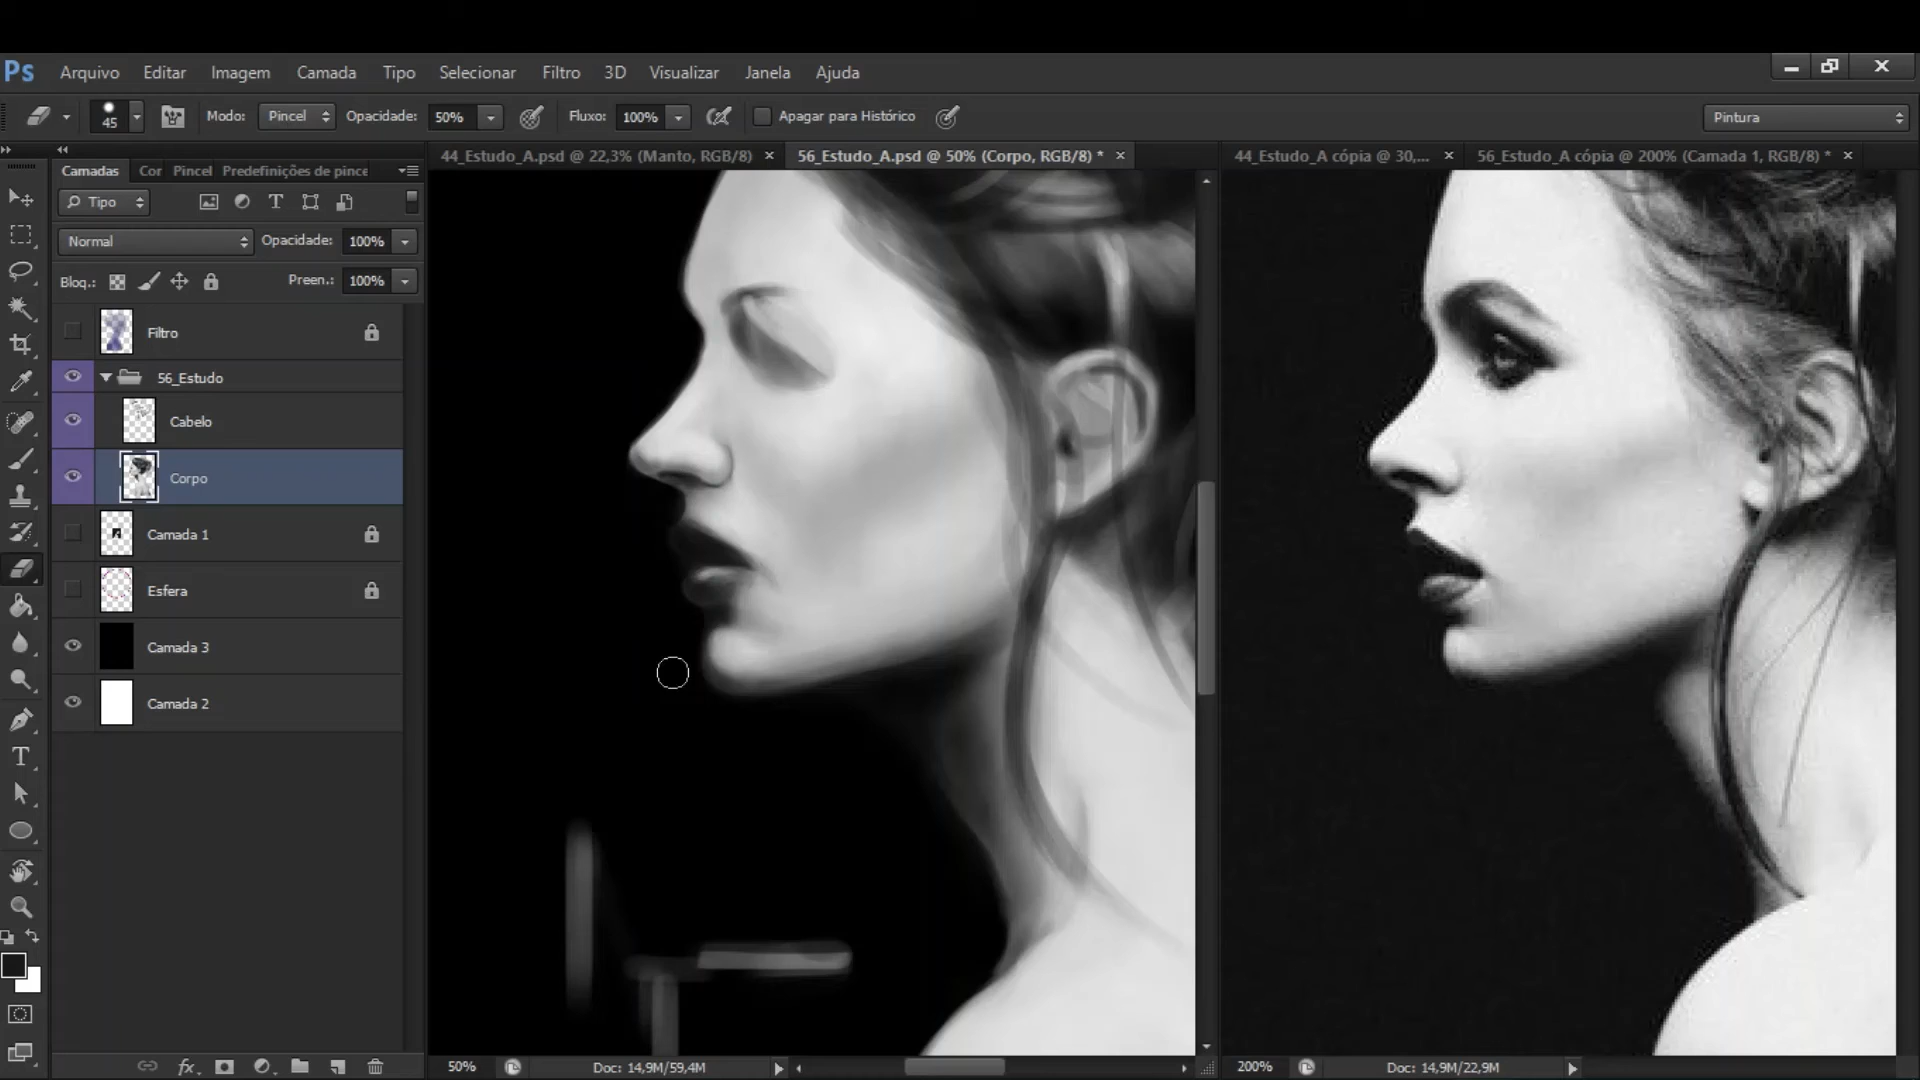 Ps Arquivo Editar Imagem Camada Tipo Selecionar Filtro 3D Visualizar Janela Ajuda
45 Modo: Pincel Opacidade: 50% Fluxo: 100% Apagar para Histórico Pintura
44_Estudo_A.psd @ 22,3% (Manto, RGB/8) 56_Estudo_A.psd @ 50% (Corpo, RGB/8) * 44_Estudo_A cópia @ 30,... 56_Estudo_A cópia @ 200% (Camada 1, RGB/8) *
Camadas Cor Pincel Predefinições de pince
Tipo
Normal Opacidade: 100%
Bloq.: Preen.: 100%
Filtro
56_Estudo
Cabelo
Corpo
Camada 1
Esfera
Camada 3
Camada 2
50% Doc: 14,9M/59,4M 200% Doc: 14,9M/22,9M